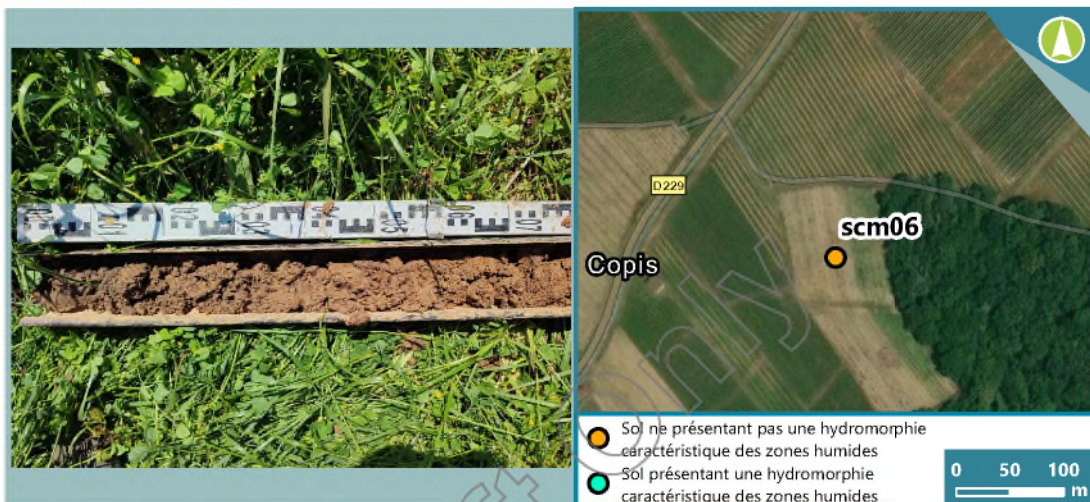 D229
scm06
Copis
nly
Sol ne présentant pas une hydromorphie
caractéristique des zones humides
Sol présentant une hydromorphie
caractéristique des zones humides
0 50 100
m